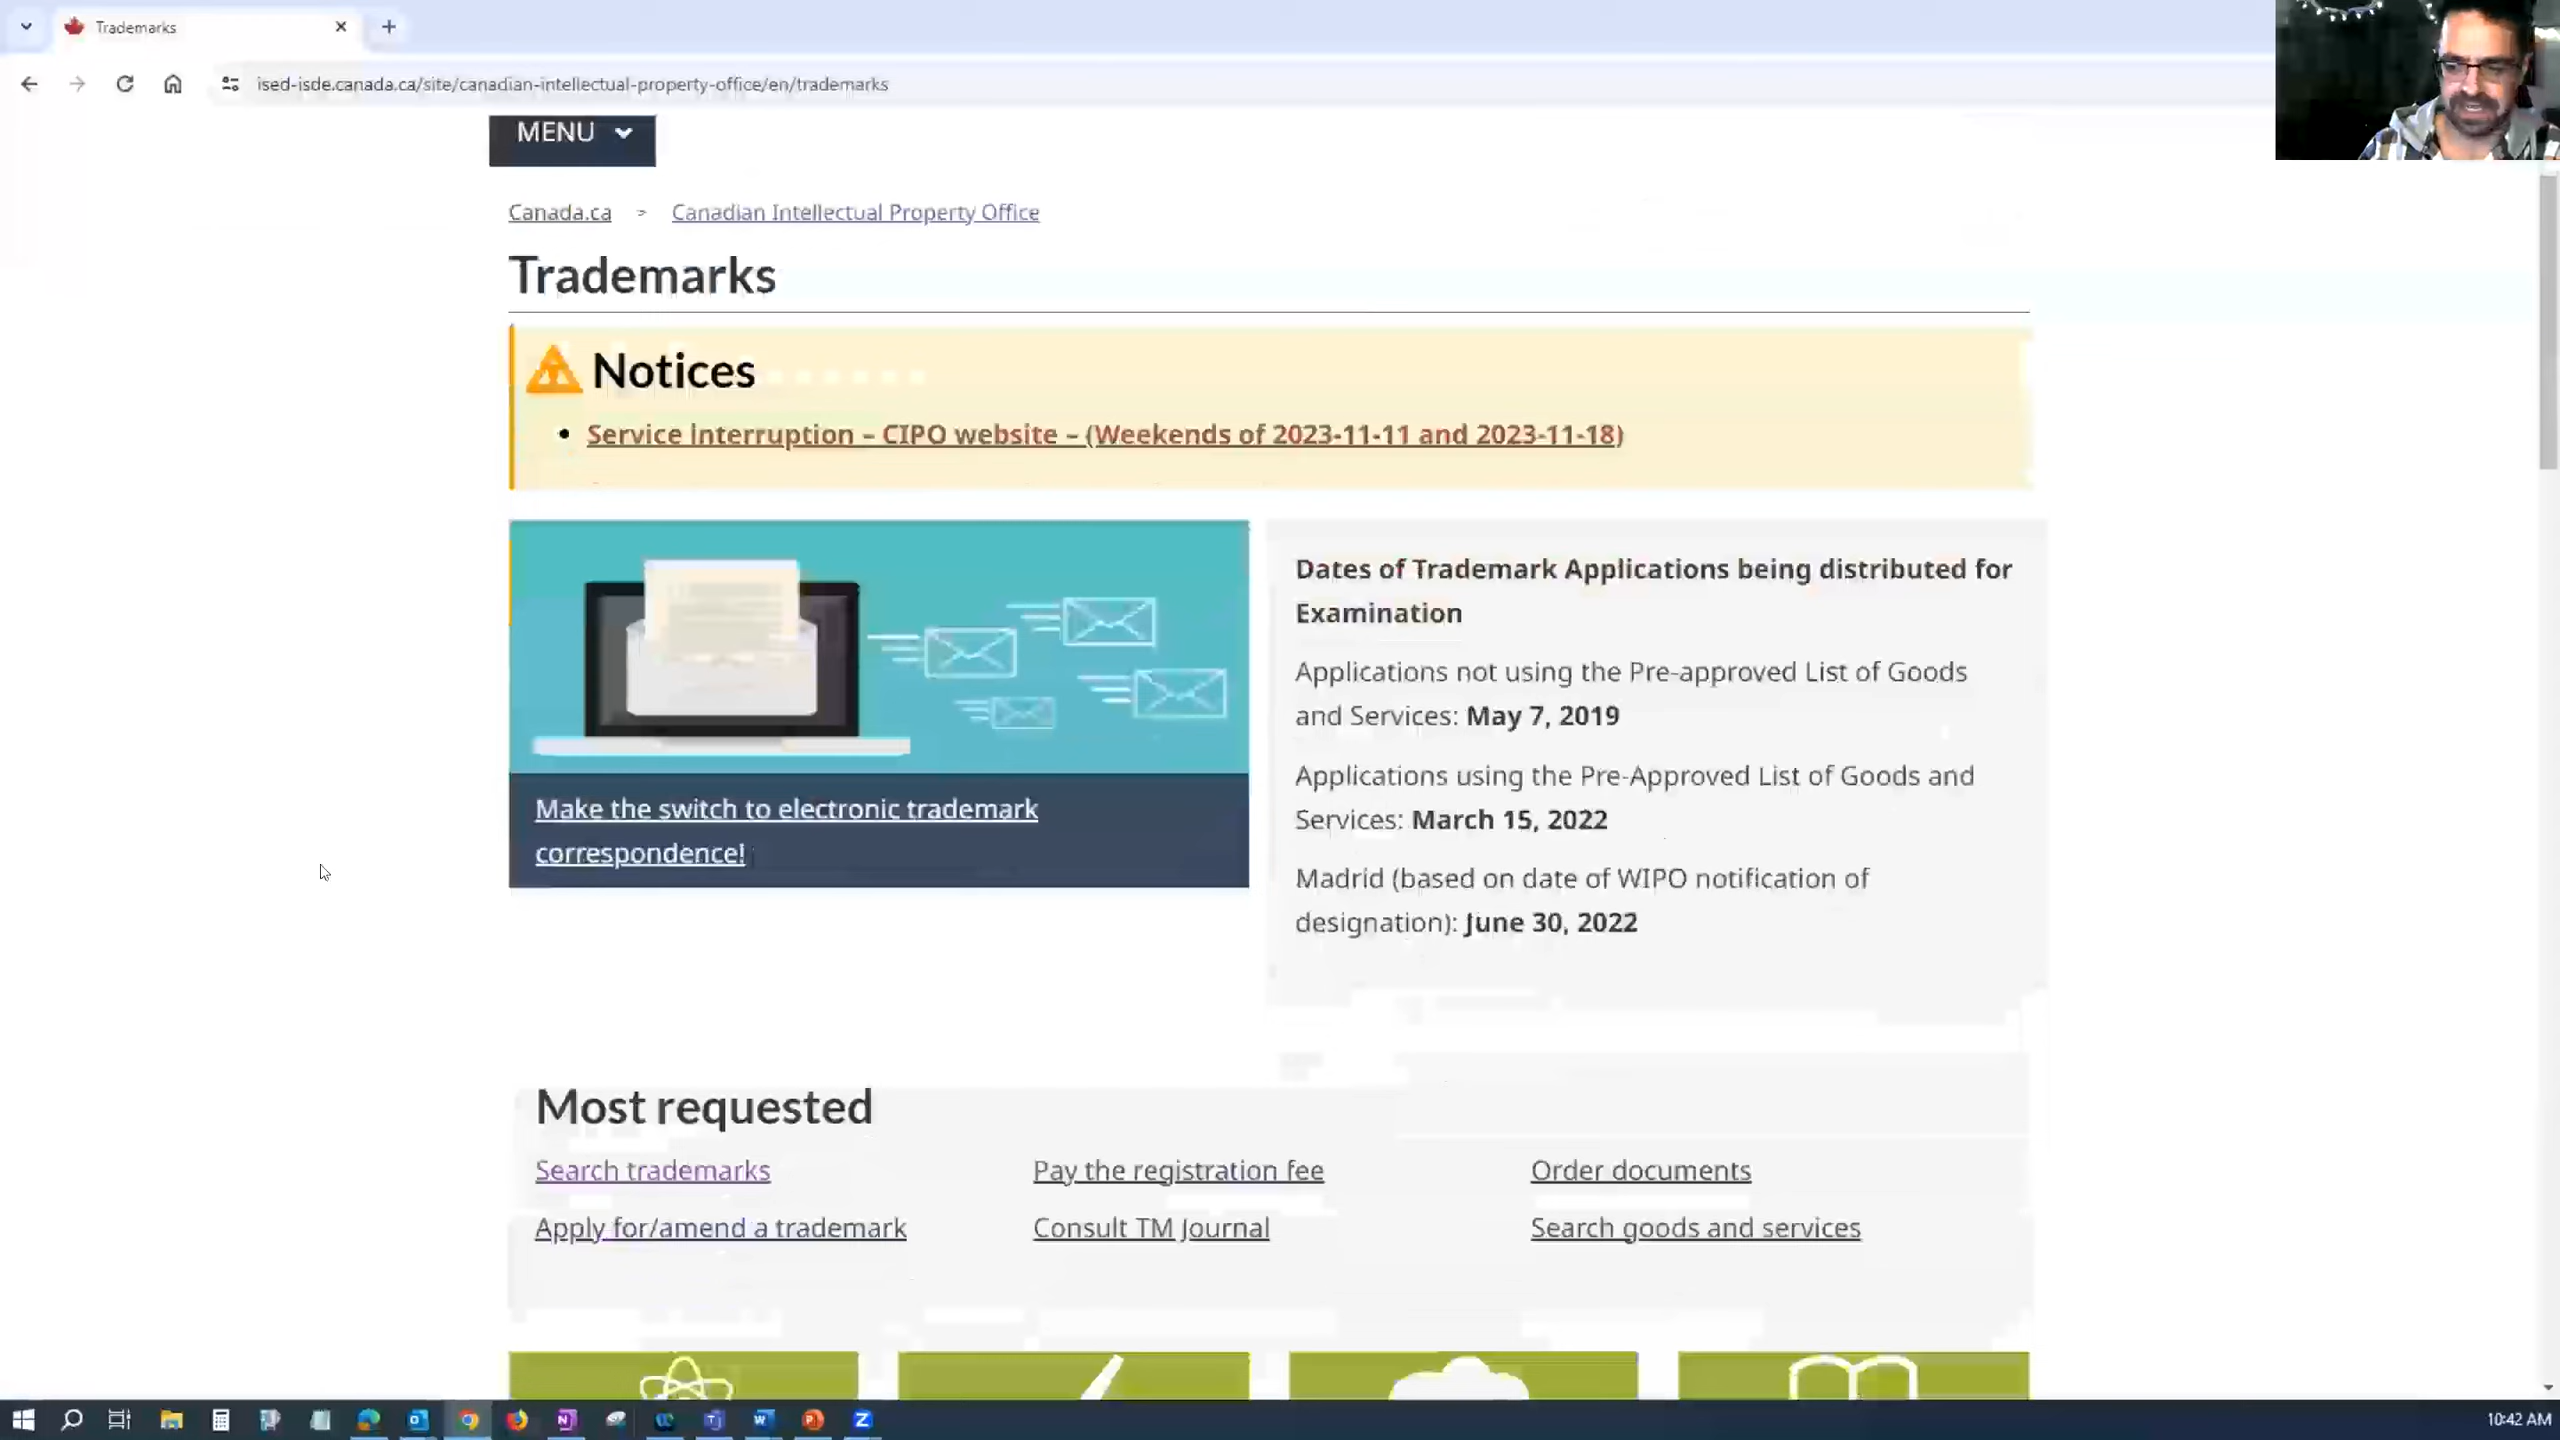 Trademarks
ised-isde.canada.ca/site/canadian-intellectual-property-office/en/trademarks
MENU
Canada.ca > Canadian Intellectual Property Office
Trademarks
Notices
• Service interruption – CIPO website – (Weekends of 2023-11-11 and 2023-11-18)
Make the switch to electronic trademark
correspondence!
Dates of Trademark Applications being distributed for
Examination
Applications not using the Pre-approved List of Goods
and Services: May 7, 2019
Applications using the Pre-Approved List of Goods and
Services: March 15, 2022
Madrid (based on date of WIPO notification of
designation): June 30, 2022
Most requested
Search trademarks
Pay the registration fee
Order documents
Apply for/amend a trademark
Consult TM Journal
Search goods and services
10:42 AM